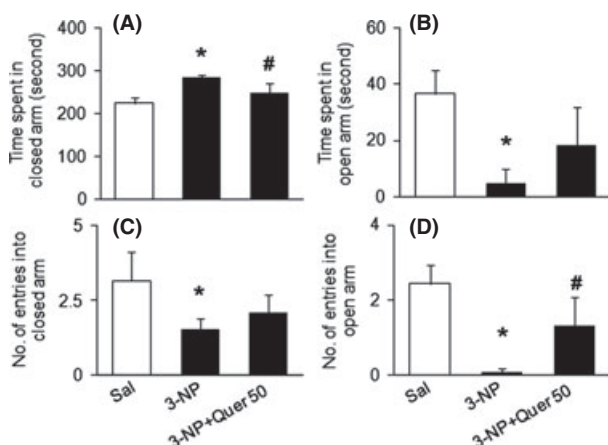 (A)
Time spent in
closed arm (second)
400
300
200
100
0
*
#
(B)
Time spent in
open arm (second)
60
40
20
0
*
(C)
No. of entries into
closed arm
5
2.5
0
*
Sal
3-NP
3-NP+Quer 50
(D)
No. of entries into
open arm
4
2
0
*
#
Sal
3-NP
3-NP+Quer 50